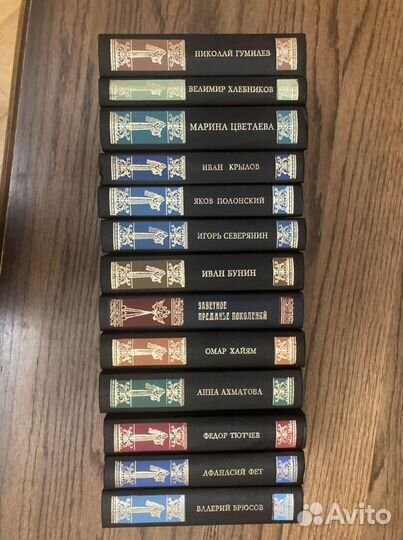 НИКОЛАЙ ГУМИЛЕВ
ВЕЛИМИР ХЛЕБНИКОВ
МАРИНА ЦВЕТАЕВА
ИВАН КРЫЛОВ
ЯКОВ ПОЛОНСКИЙ
ИГОРЬ СЕВЕРЯНИН
ИВАН БУНИН
ЗАВЕТНОЕ
ПРЕДАНЬЕ ПОКОЛЕНИЙ
ОМАР ХАЙЯМ
АННА АХМАТОВА
ФЕДОР ТЮТЧЕВ
АФАНАСИЙ ФЕТ
ВАЛЕРИЙ БРЮСОВ
Avito